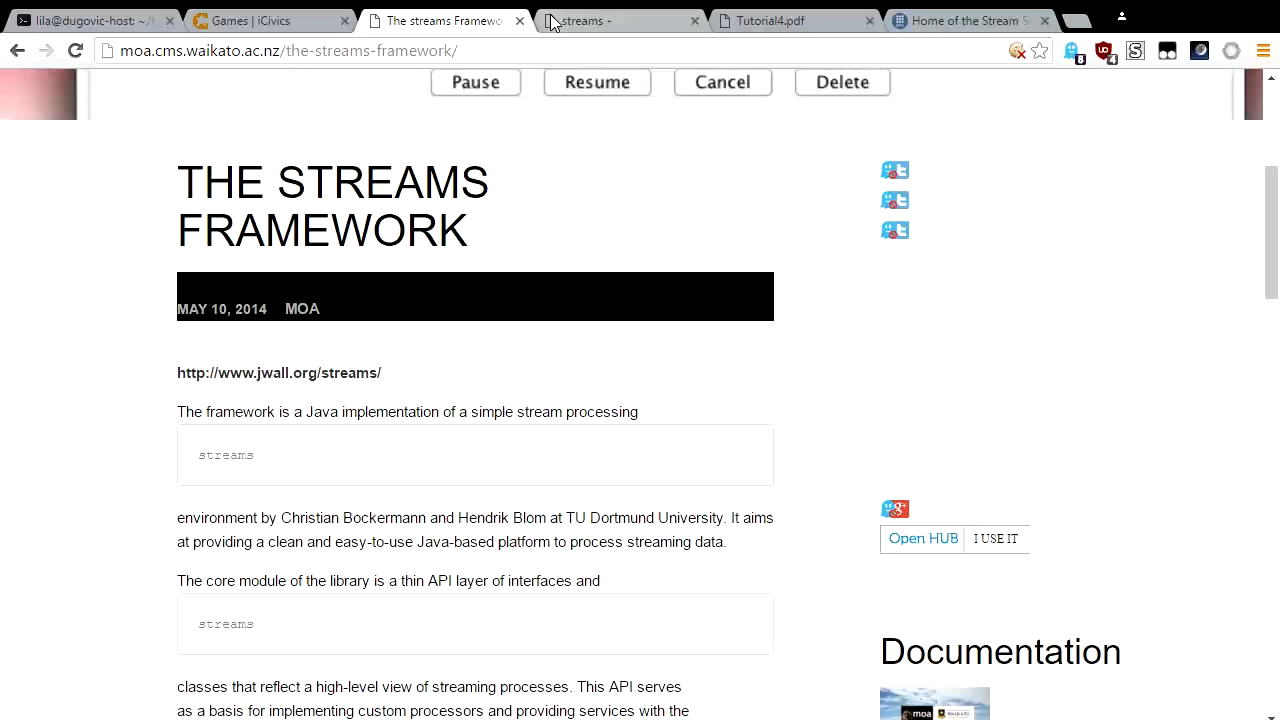 lila@dugovic-host: ~/
Games | iCivics
The streams Framewo
streams -
Tutorial4.pdf
Home of the Stream S
moa.cms.waikato.ac.nz/the-streams-framework/
8
4
S
Pause
Resume
Cancel
Delete
THE STREAMS
FRAMEWORK
MAY 10, 2014 MOA
http://www.jwall.org/streams/
The framework is a Java implementation of a simple stream processing
streams
environment by Christian Bockermann and Hendrik Blom at TU Dortmund University. It aims
at providing a clean and easy-to-use Java-based platform to process streaming data.
The core module of the library is a thin API layer of interfaces and
streams
classes that reflect a high-level view of streaming processes. This API serves
as a basis for implementing custom processors and providing services with the
g+
Open HUB I USE IT
Documentation
moa WAIKATO